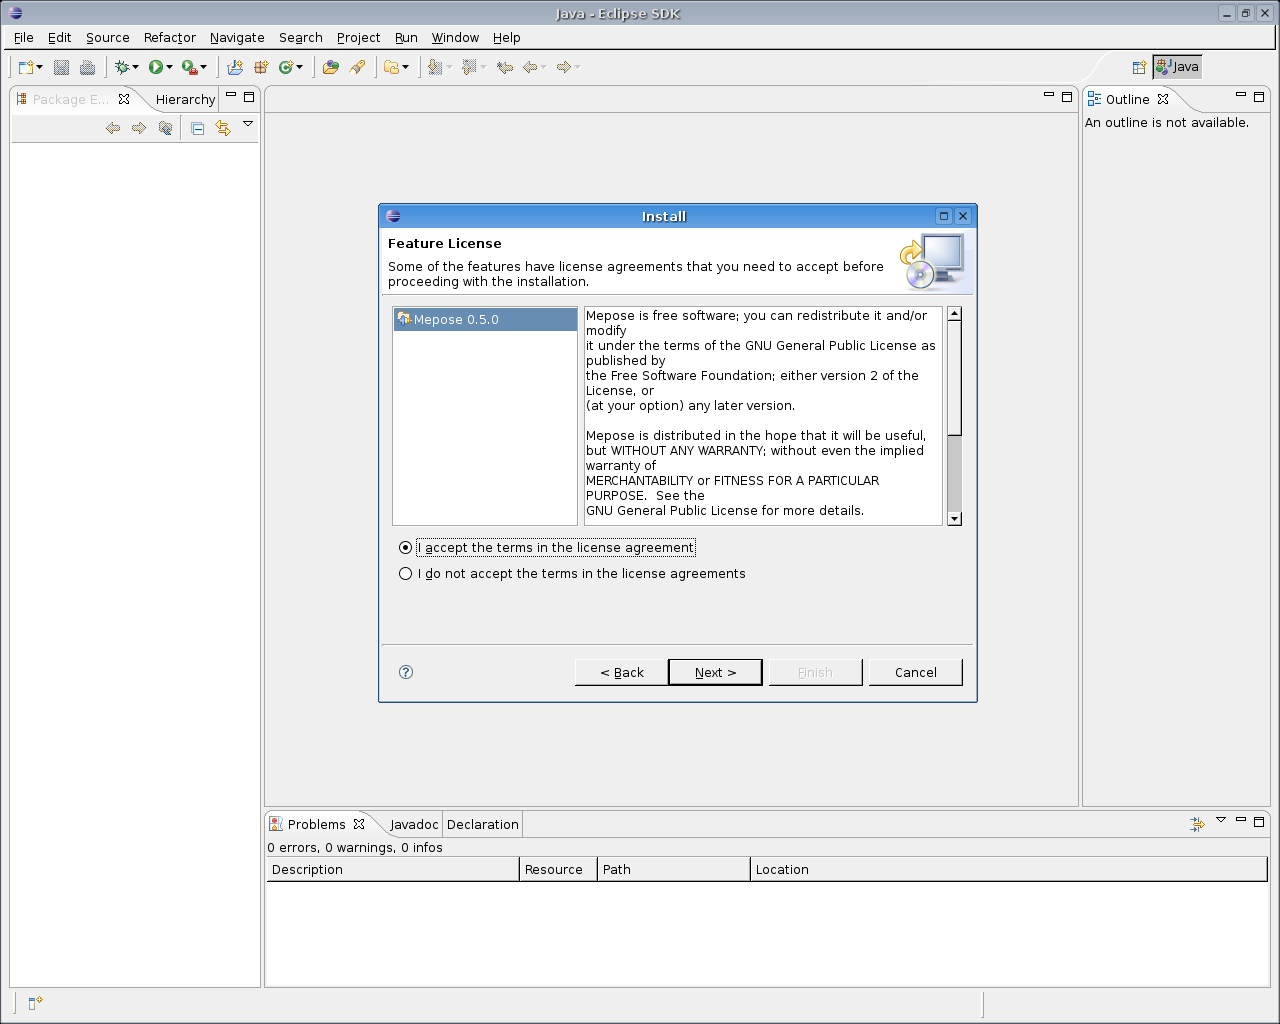 Java - Eclipse SDK
File Edit Source Refactor Navigate Search Project Run Window Help
Java
Package E...
Hierarchy
Outline
An outline is not available.
Install
Feature License
Some of the features have license agreements that you need to accept before
proceeding with the installation.
Mepose 0.5.0
Mepose is free software; you can redistribute it and/or
modify
it under the terms of the GNU General Public License as
published by
the Free Software Foundation; either version 2 of the
License, or
(at your option) any later version.
Mepose is distributed in the hope that it will be useful,
but WITHOUT ANY WARRANTY; without even the implied
warranty of
MERCHANTABILITY or FITNESS FOR A PARTICULAR
PURPOSE.  See the
GNU General Public License for more details.
I accept the terms in the license agreement
I do not accept the terms in the license agreements
< Back Next > Finish Cancel
Problems Javadoc Declaration
0 errors, 0 warnings, 0 infos
Description Resource Path Location